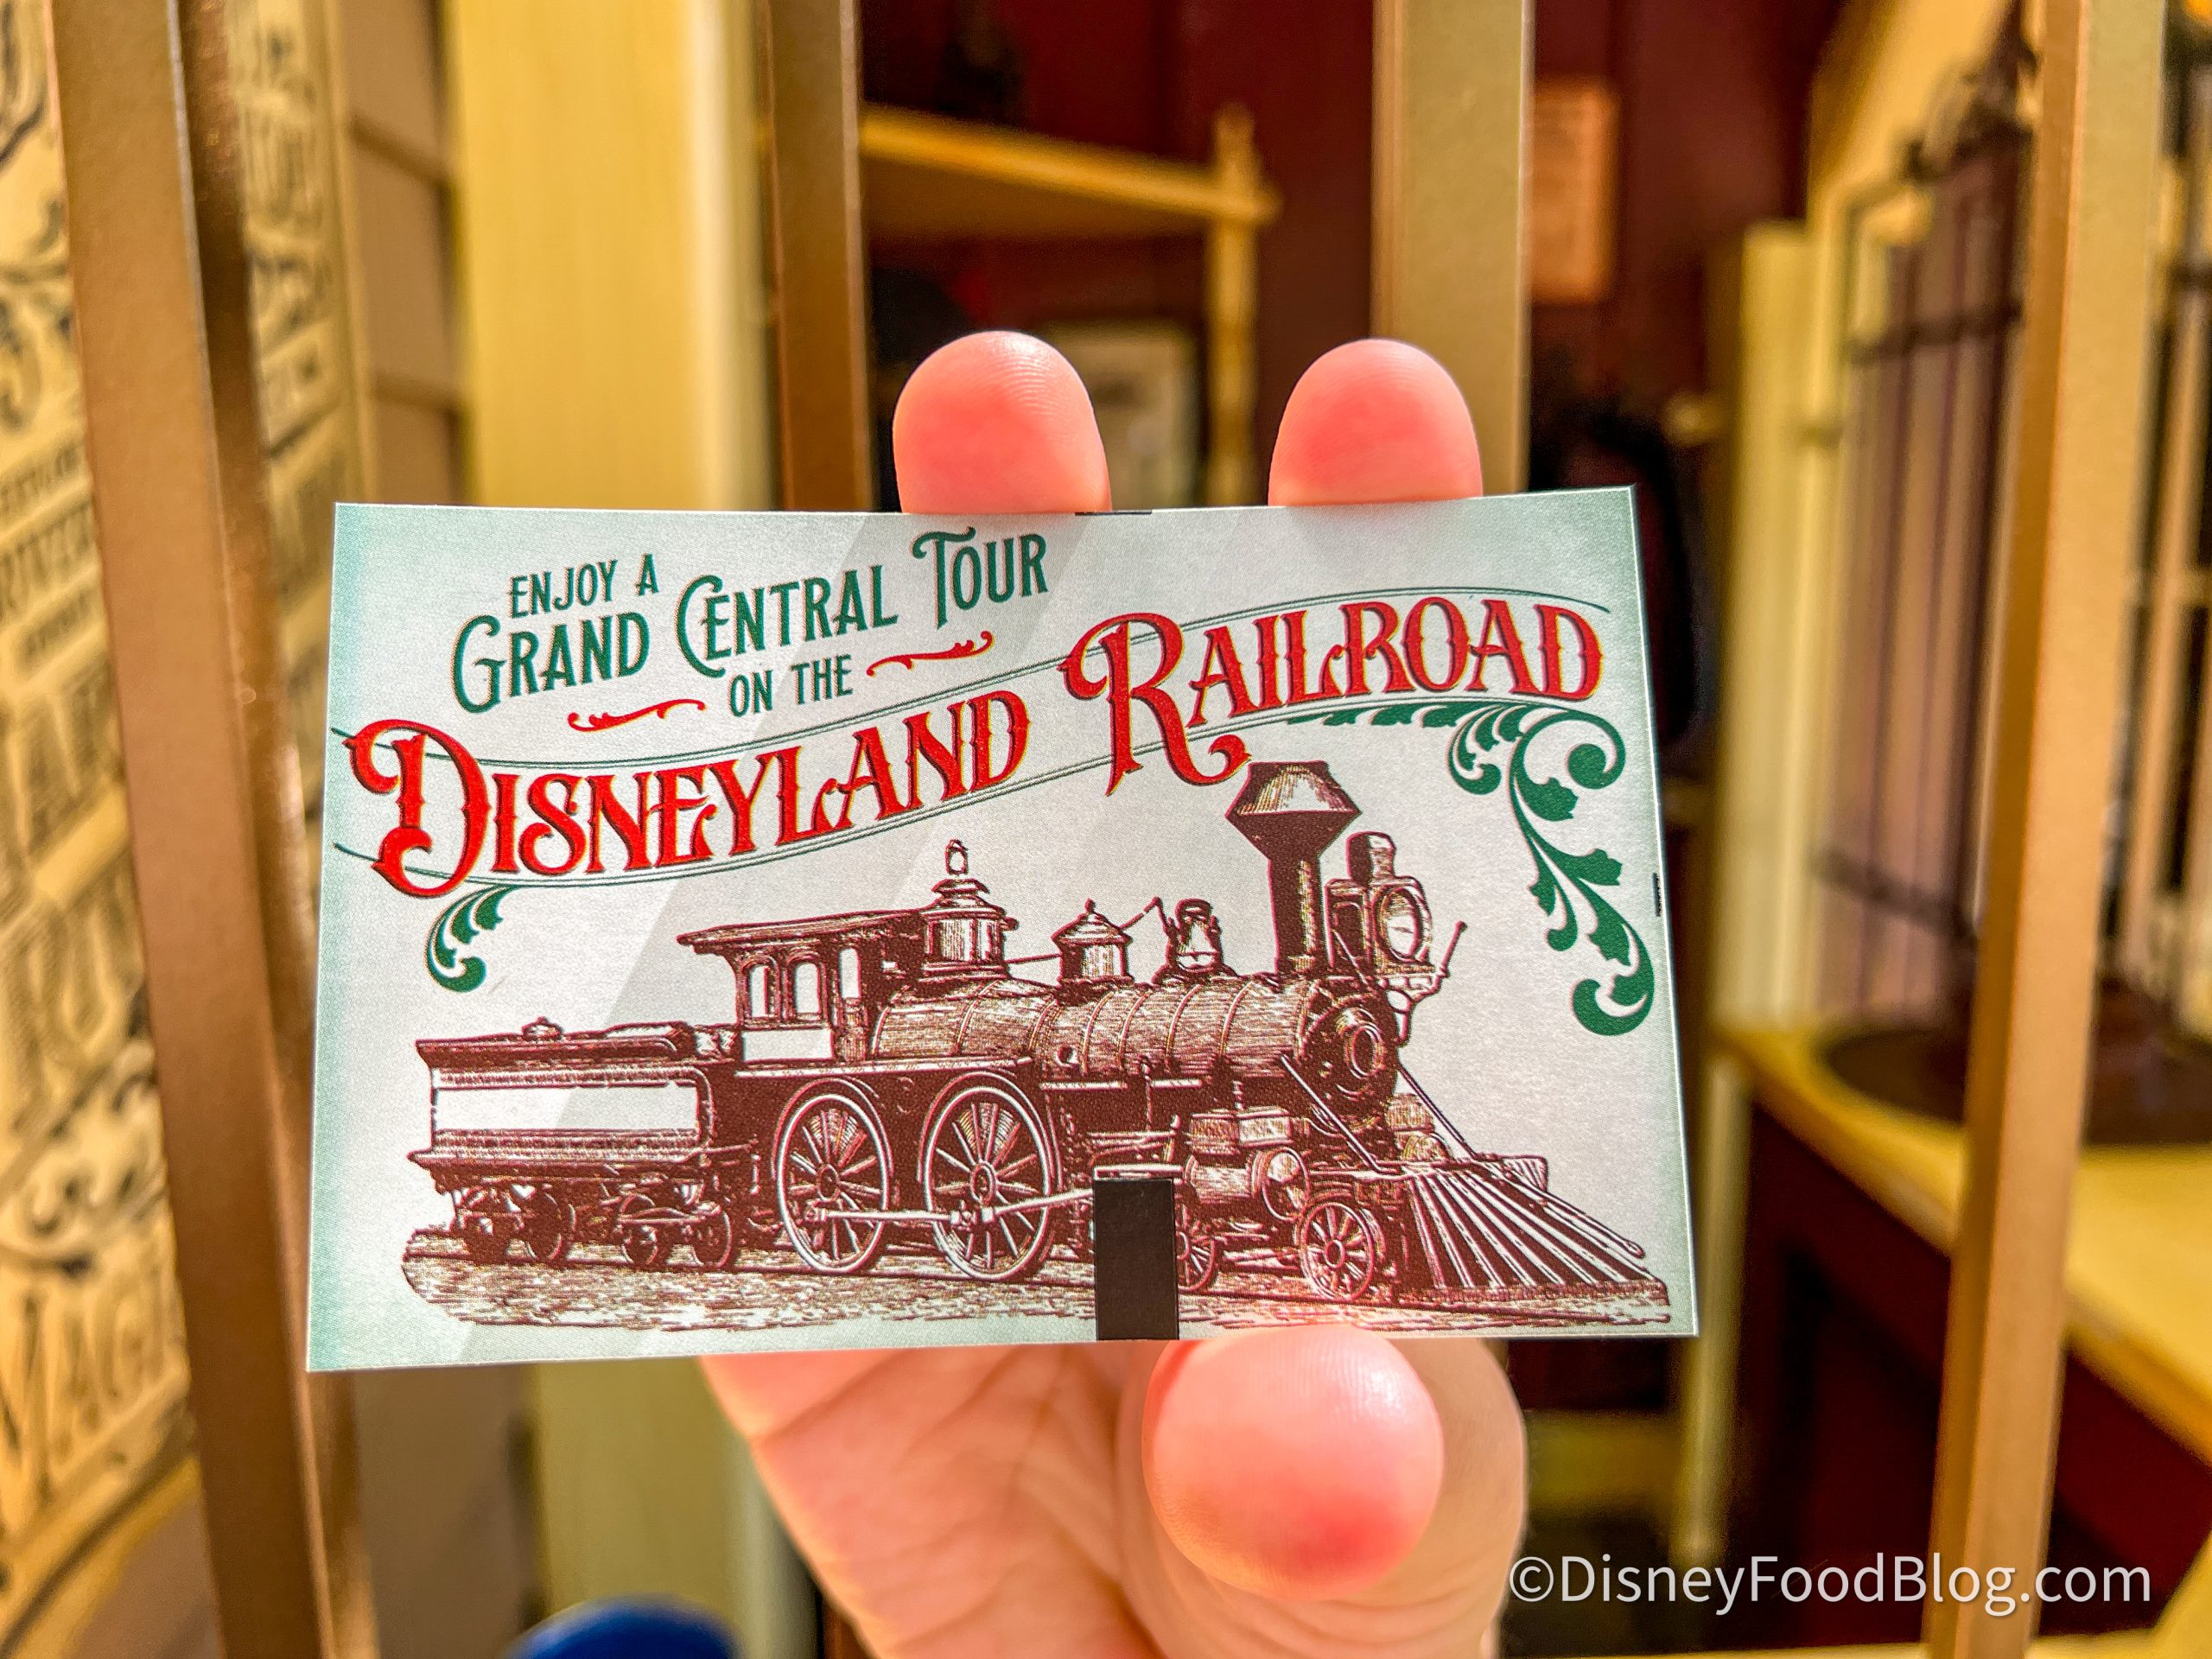 ENJOY A
GRAND CENTRAL TOUR
ON THE
DISNEYLAND RAILROAD
©DisneyFoodBlog.com